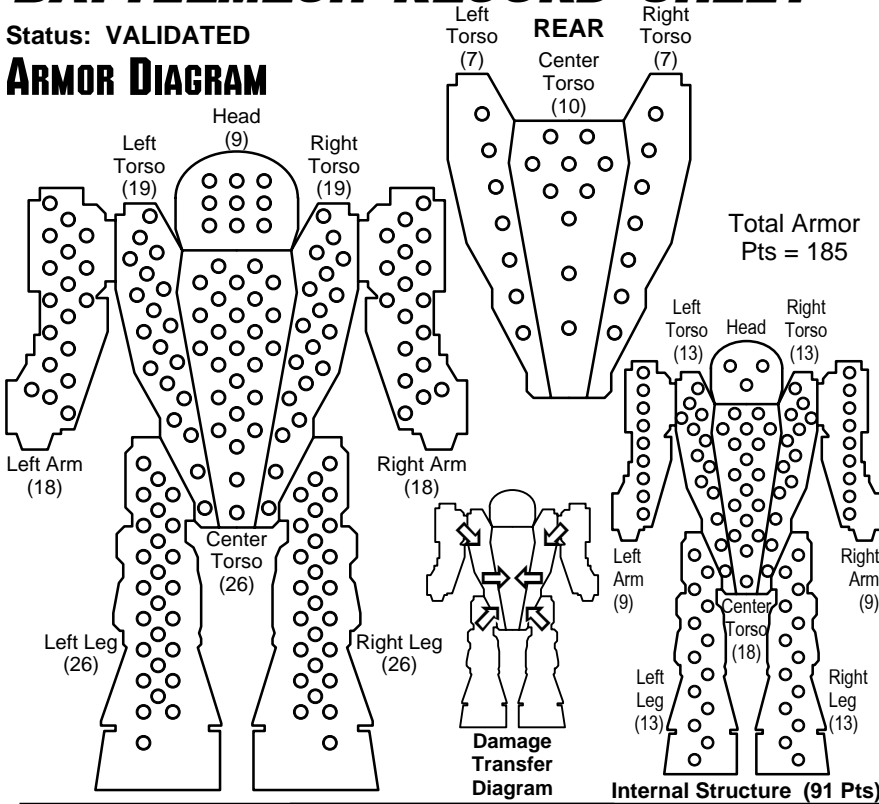 BATTLEMECH RECORD SHEET
Status: VALIDATED
ARMOR DIAGRAM
Head
(9)
Left
Torso
(19)
Right
Torso
(19)
Left Arm
(18)
Right Arm
(18)
Center
Torso
(26)
Left Leg
(26)
Right Leg
(26)
REAR
Left
Torso
(7)
Center
Torso
(10)
Right
Torso
(7)
Total Armor
Pts = 185
Left
Torso
(13)
Head
Right
Torso
(13)
Left
Arm
(9)
Right
Arm
(9)
Center
Torso
(18)
Left
Leg
(13)
Right
Leg
(13)
Damage
Transfer
Diagram
Internal Structure (91 Pts)